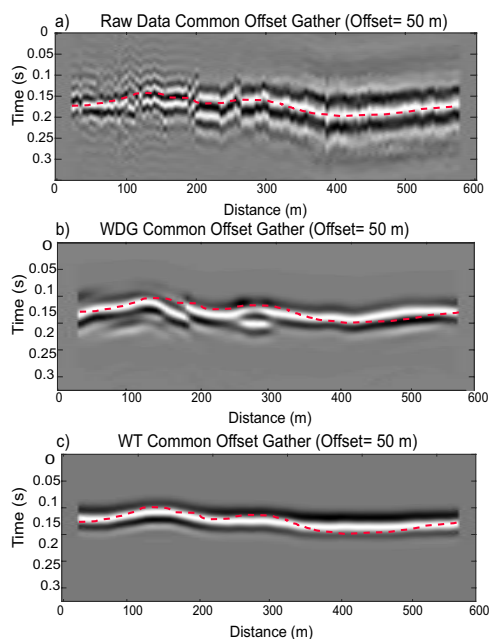 a) Raw Data Common Offset Gather (Offset= 50 m)
0
0.1
0.1
0.2
0.3
Time (s)
0 100 200 300 400 500 600
Distance (m)
b) WDG Common Offset Gather (Offset= 50 m)
0
0.05
0.1
0.15
0.2
0.25
0.3
Time (s)
0 100 200 300 400 500 600
Distance (m)
c) WT Common Offset Gather (Offset= 50 m)
0
0.05
0.1
0.15
0.2
0.25
0.3
Time (s)
0 100 200 300 400 500 600
Distance (m)